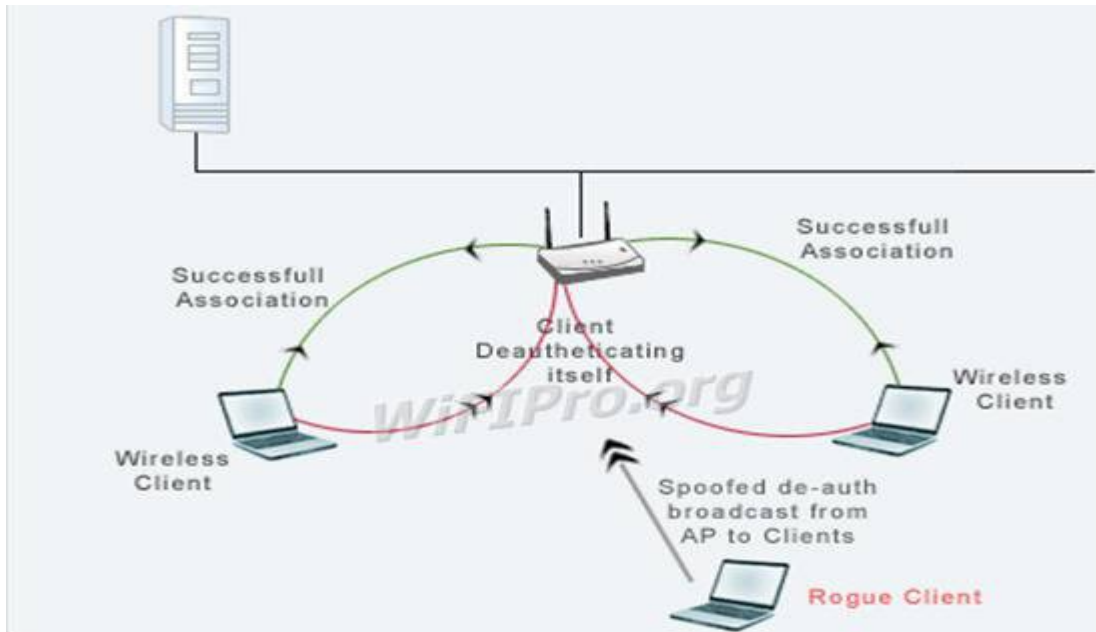 Successfull
Association
Successfull
Association
Client
Deautheticating
itself
WiFiPro.org
Wireless
Client
Wireless
Client
Spoofed de-auth
broadcast from
AP to Clients
Rogue Client